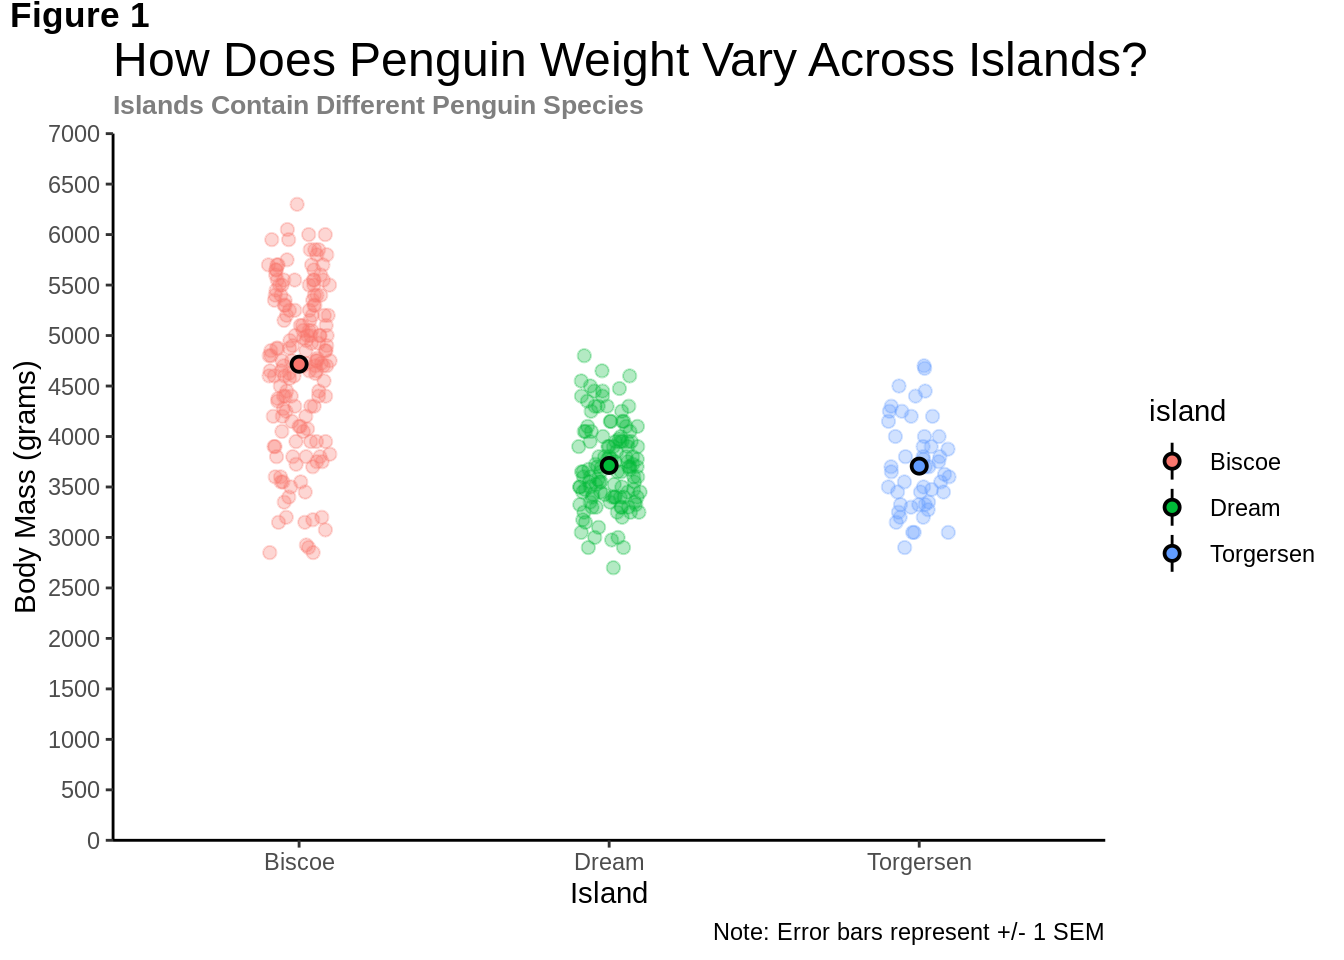 Figure 1
How Does Penguin Weight Vary Across Islands?
Islands Contain Different Penguin Species
7000
6500
6000
5500
5000
4500
4000
3500
3000
2500
2000
1500
1000
500
0
Body Mass (grams)
Biscoe Dream Torgersen
Island
island
Biscoe
Dream
Torgersen
Note: Error bars represent +/- 1 SEM